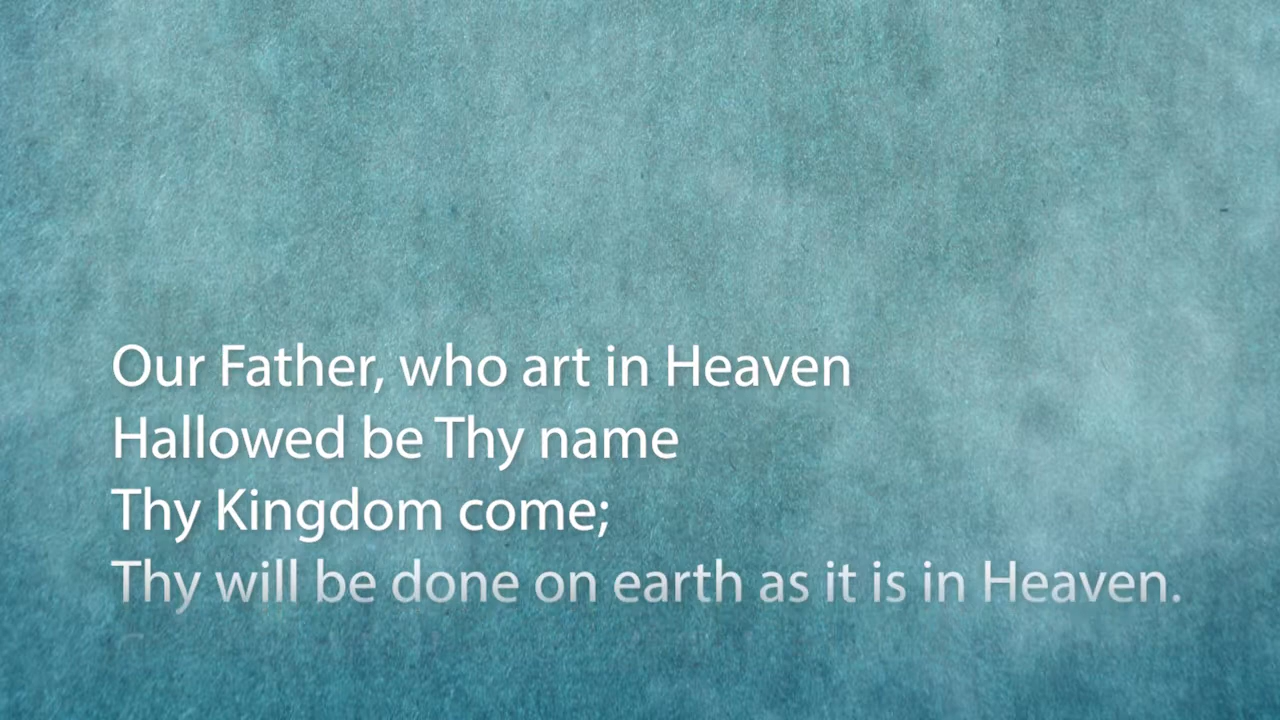 Our Father, who art in Heaven
Hallowed be Thy name
Thy Kingdom come;
Thy will be done on earth as it is in Heaven.